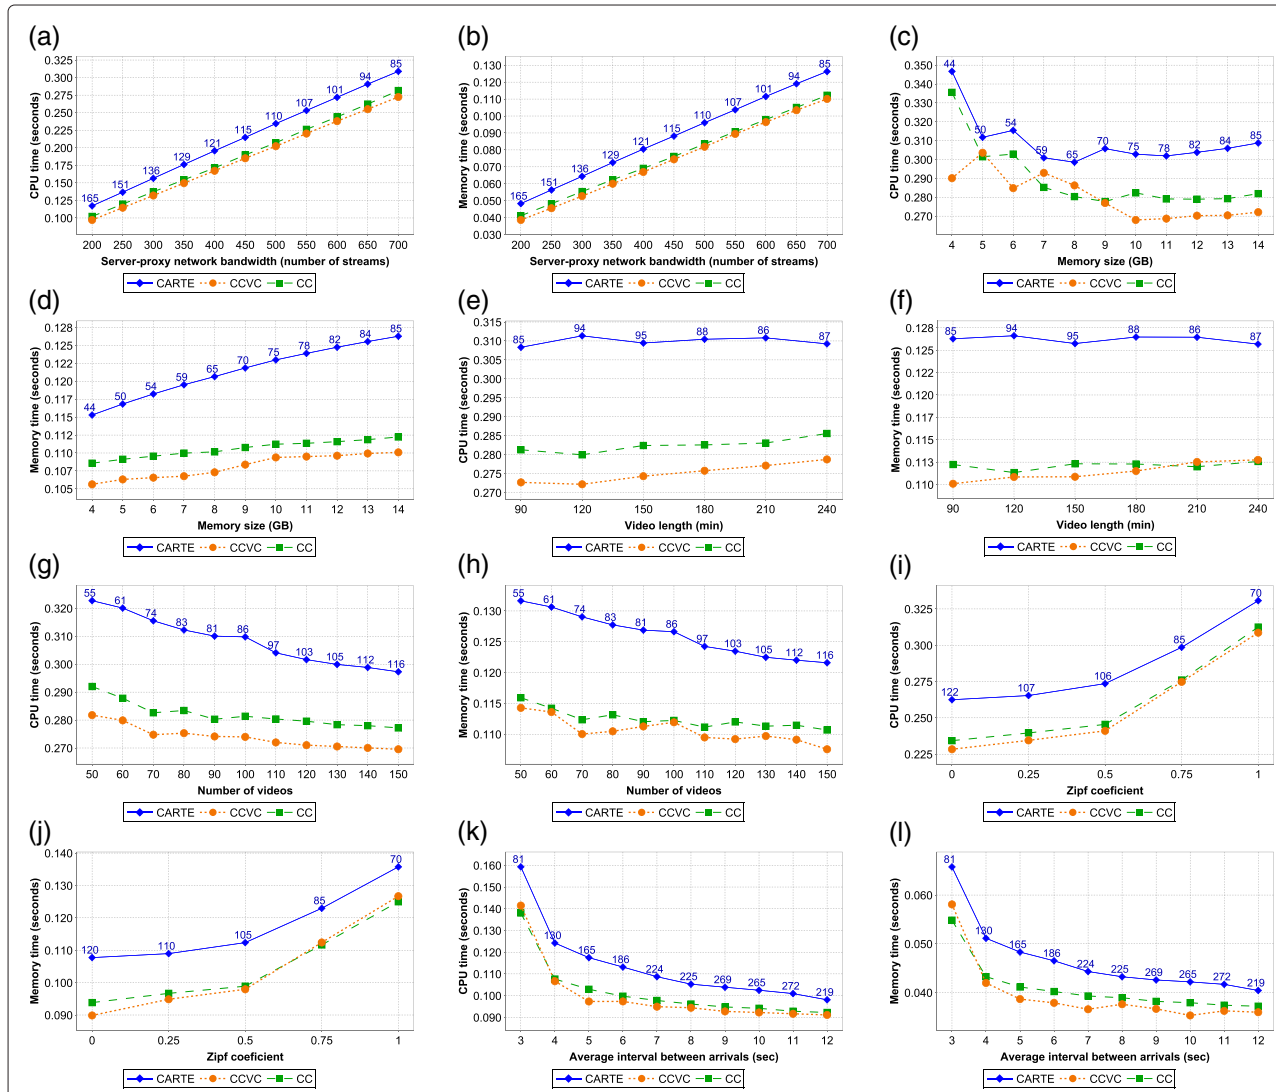 (a)
CPU time (seconds)
0.325
0.300
0.275
0.250
0.225
0.200
0.175
0.150
0.125
0.100
165 151 136 129 121 115 110 107 101 94 85
200 250 300 350 400 450 500 550 600 650 700
Server-proxy network bandwidth (number of streams)
CARTE CCVC CC
(b)
Memory time (seconds)
0.130
0.120
0.110
0.100
0.090
0.080
0.070
0.060
0.050
0.040
0.030
165 151 136 129 121 115 110 107 101 94 85
200 250 300 350 400 450 500 550 600 650 700
Server-proxy network bandwidth (number of streams)
CARTE CCVC CC
(c)
CPU time (seconds)
0.350
0.330
0.320
0.300
0.290
0.270
44 50 54 59 65 70 75 78 82 84 85
4 5 6 7 8 9 10 11 12 13 14
Memory size (GB)
CARTE CCVC CC
(d)
Memory time (seconds)
0.128
0.125
0.120
0.115
0.112
0.110
0.107
0.105
44 50 54 59 65 70 75 78 82 84 85
4 5 6 7 8 9 10 11 12 13 14
Memory size (GB)
CARTE CCVC CC
(e)
CPU time (seconds)
0.315
0.310
0.305
0.300
0.295
0.290
0.285
0.280
0.275
0.270
85 94 95 88 86 87
90 120 150 180 210 240
Video length (min)
CARTE CCVC CC
(f)
Memory time (seconds)
0.128
0.125
0.120
0.117
0.115
0.113
0.110
85 94 95 88 86 87
90 120 150 180 210 240
Video length (min)
CARTE CCVC CC
(g)
CPU time (seconds)
0.320
0.310
0.300
0.290
0.280
0.270
55 61 74 83 81 86 97 103 105 112 116
50 60 70 80 90 100 110 120 130 140 150
Number of videos
CARTE CCVC CC
(h)
Memory time (seconds)
0.130
0.125
0.120
0.115
0.110
55 61 74 83 81 86 97 103 105 112 116
50 60 70 80 90 100 110 120 130 140 150
Number of videos
CARTE CCVC CC
(i)
CPU time (seconds)
0.325
0.300
0.275
0.250
0.225
122 107 106 85 70
0 0.25 0.5 0.75 1
Zipf coeficient
CARTE CCVC CC
(j)
Memory time (seconds)
0.140
0.130
0.120
0.110
0.100
0.090
120 110 105 85 70
0 0.25 0.5 0.75 1
Zipf coeficient
CARTE CCVC CC
(k)
CPU time (seconds)
0.160
0.150
0.140
0.130
0.120
0.110
0.100
0.090
81 130 165 186 224 225 269 265 271 219
3 4 5 6 7 8 9 10 11 12
Average interval between arrivals (sec)
CARTE CCVC CC
(l)
Memory time (seconds)
0.060
0.050
0.040
81 130 165 186 224 225 269 265 272 219
3 4 5 6 7 8 9 10 11 12
Average interval between arrivals (sec)
CARTE CCVC CC